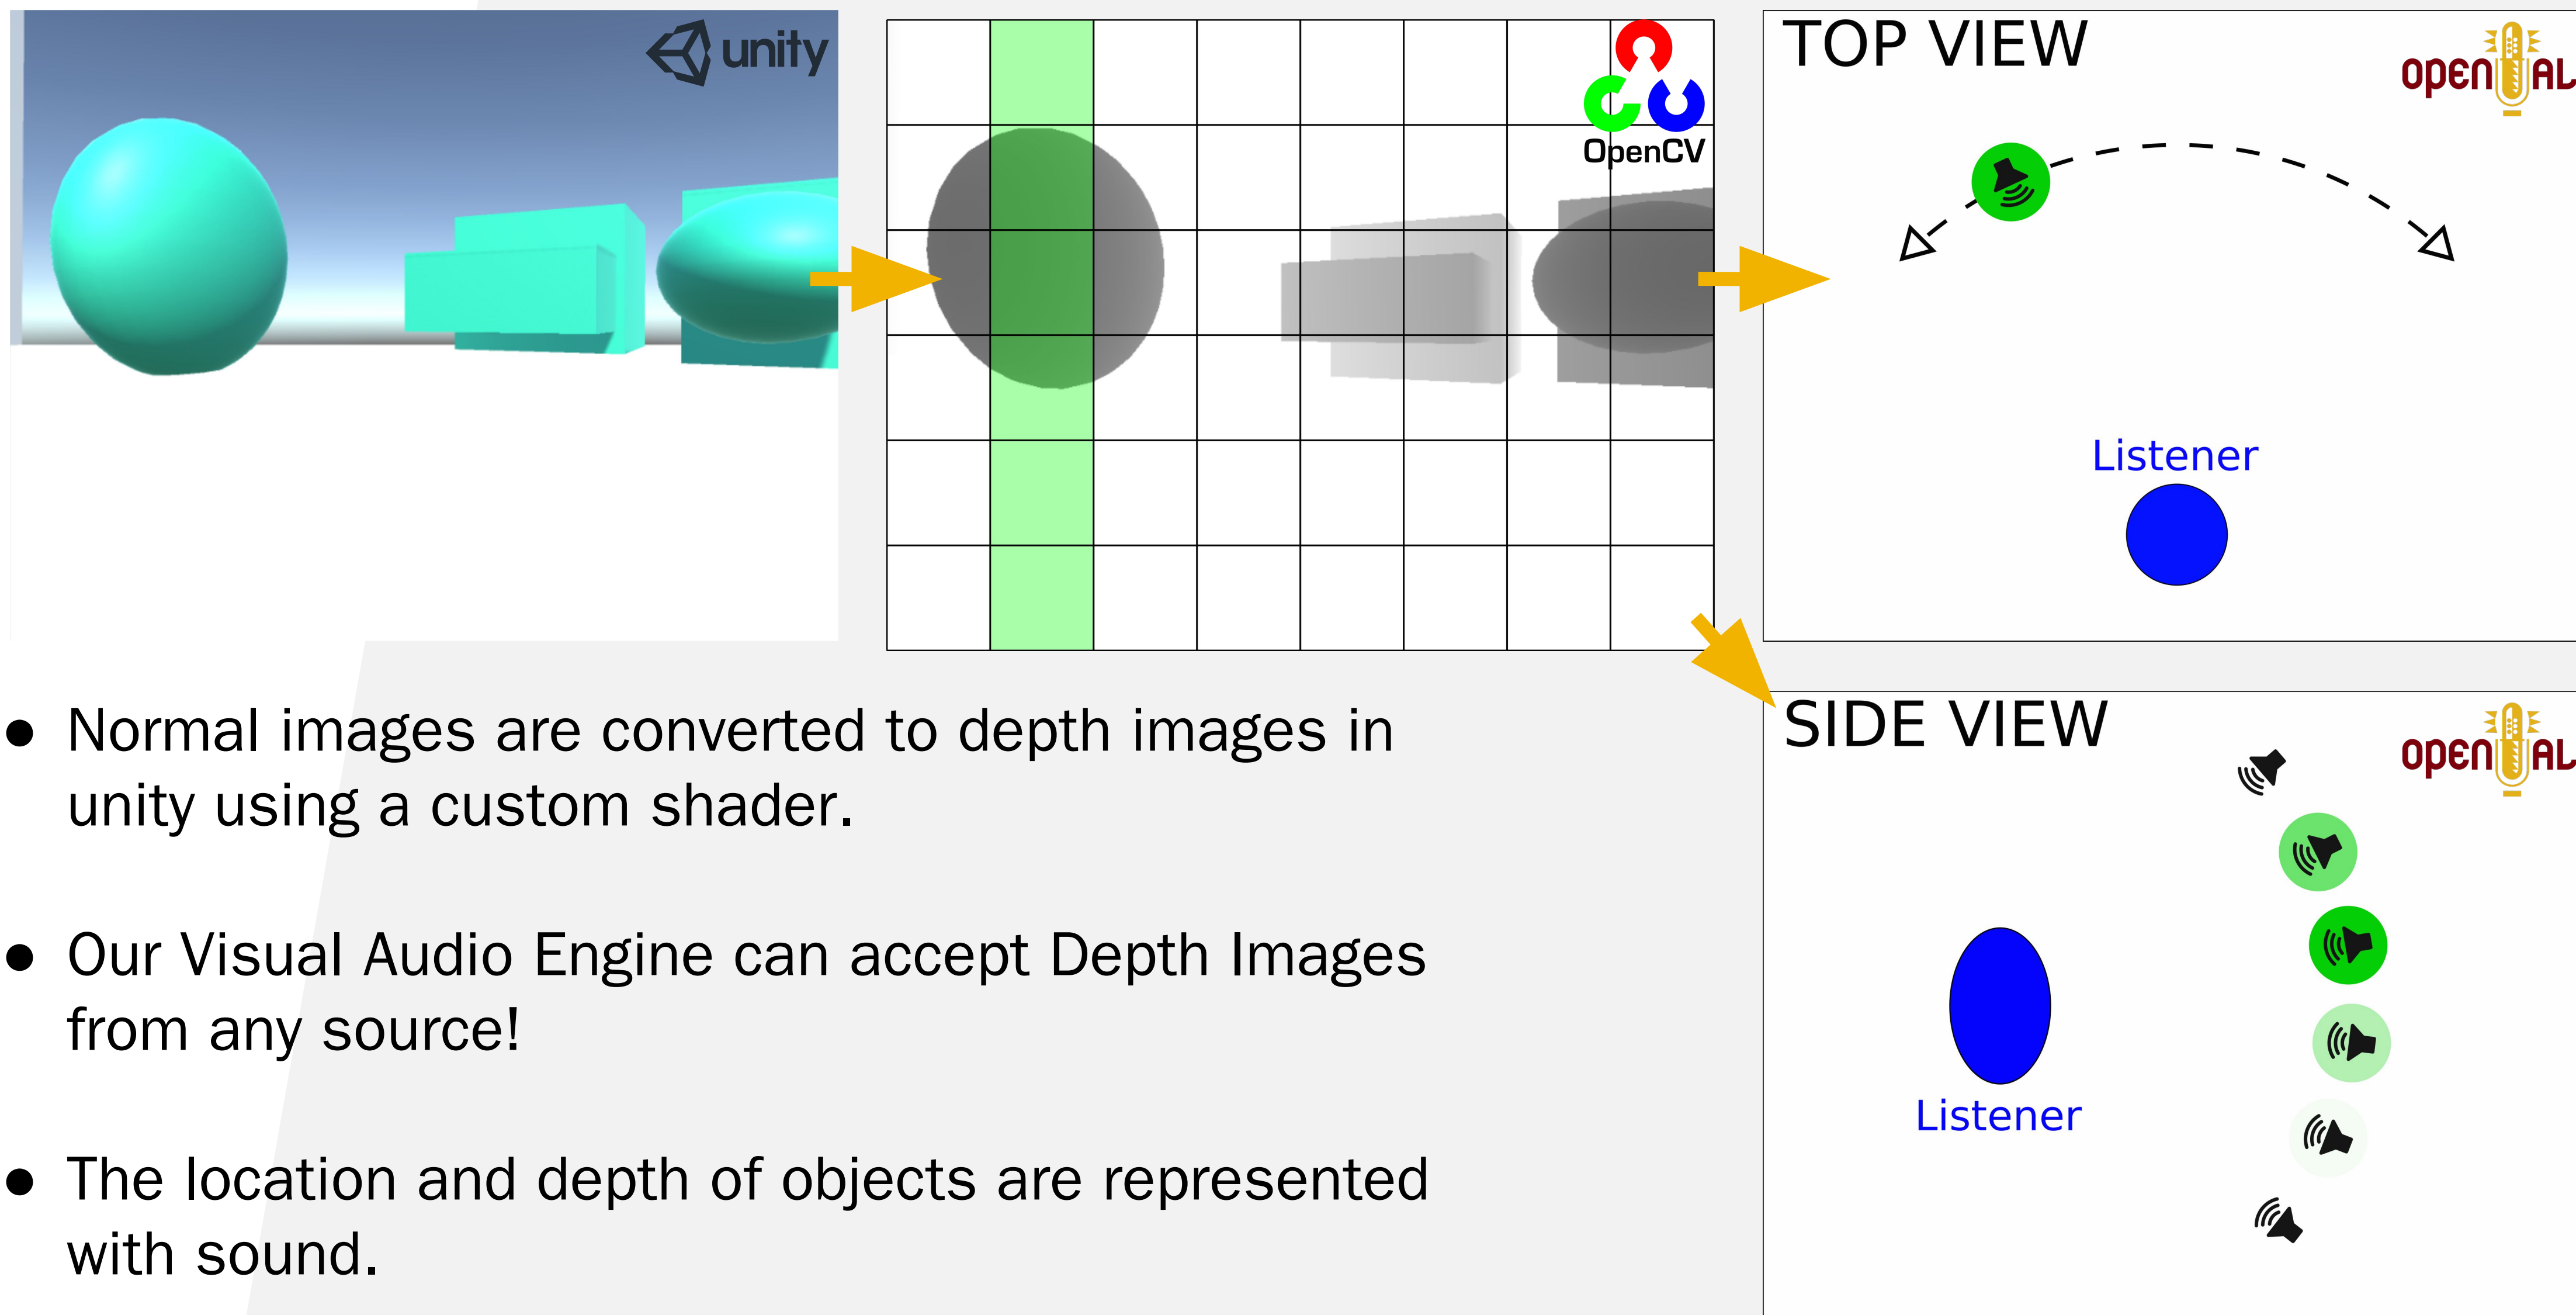 unity
OpenCV
TOP VIEW
openAL
Listener
● Normal images are converted to depth images in
unity using a custom shader.
● Our Visual Audio Engine can accept Depth Images
from any source!
● The location and depth of objects are represented
with sound.
SIDE VIEW
openAL
Listener